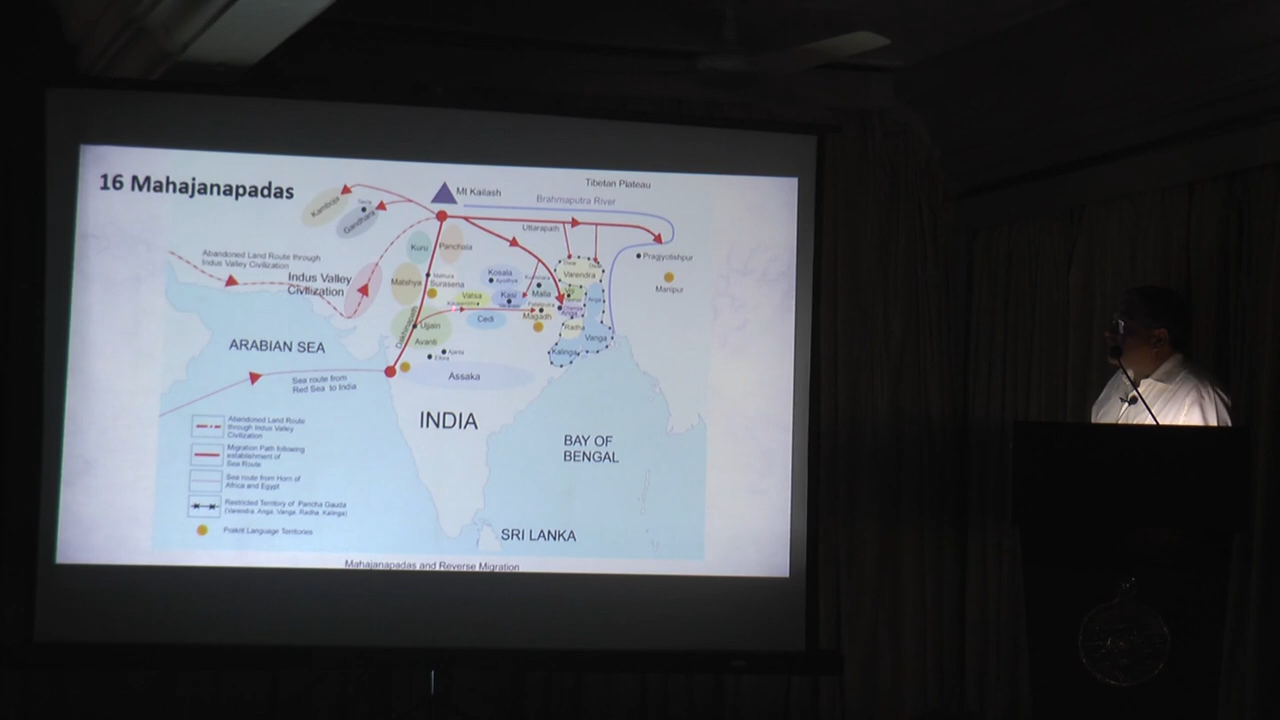 16 Mahajanapadas
Mt Kailash
Tibetan Plateau
Brahmaputra River
Kamboja
Gandhara
Uttarapath
Kuru
Panchala
Pragjyotishpur
Manipur
Abandoned Land Route through
Indus Valley Civilization
Indus Valley
Civilization
Matshya
Surasena
Kosala
Varendra
Malla
Kasi
Vatsa
Anga
Magadh
Cedi
Radha
Vanga
Kalinga
Dakhinapath
Ujjain
Avanti
Ajanta
Ellora
Assaka
ARABIAN SEA
Sea route from
Red Sea to India
INDIA
BAY OF
BENGAL
SRI LANKA
Abandoned Land Route
through Indus Valley
Civilization
Migration Path following
establishment of
Sea Route
Sea route from Horn of
Africa and Egypt
Restricted Territory of Pancha Gauda
(Varendra, Anga, Vanga, Radha, Kalinga)
Prakrit Language Territories
Mahajanapadas and Reverse Migration